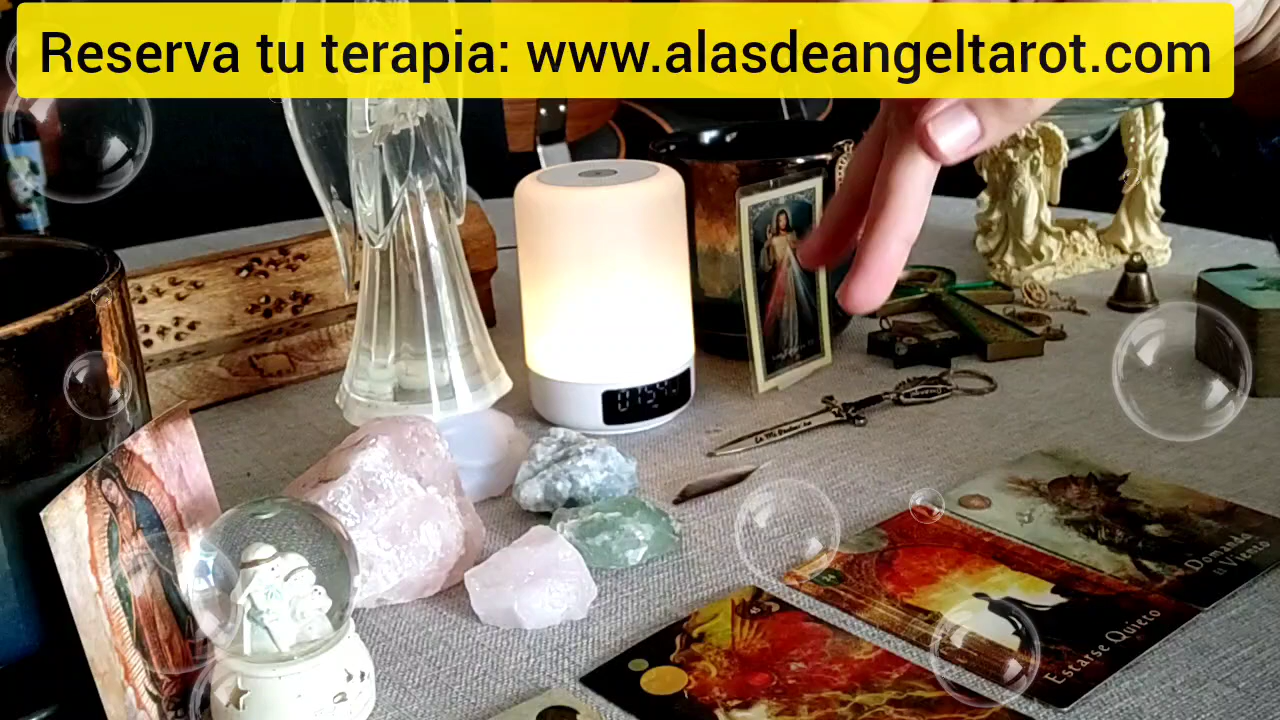 Reserva tu terapia: www.alasdeangeltarot.com
Domando
el Viento
Estarse Quieto